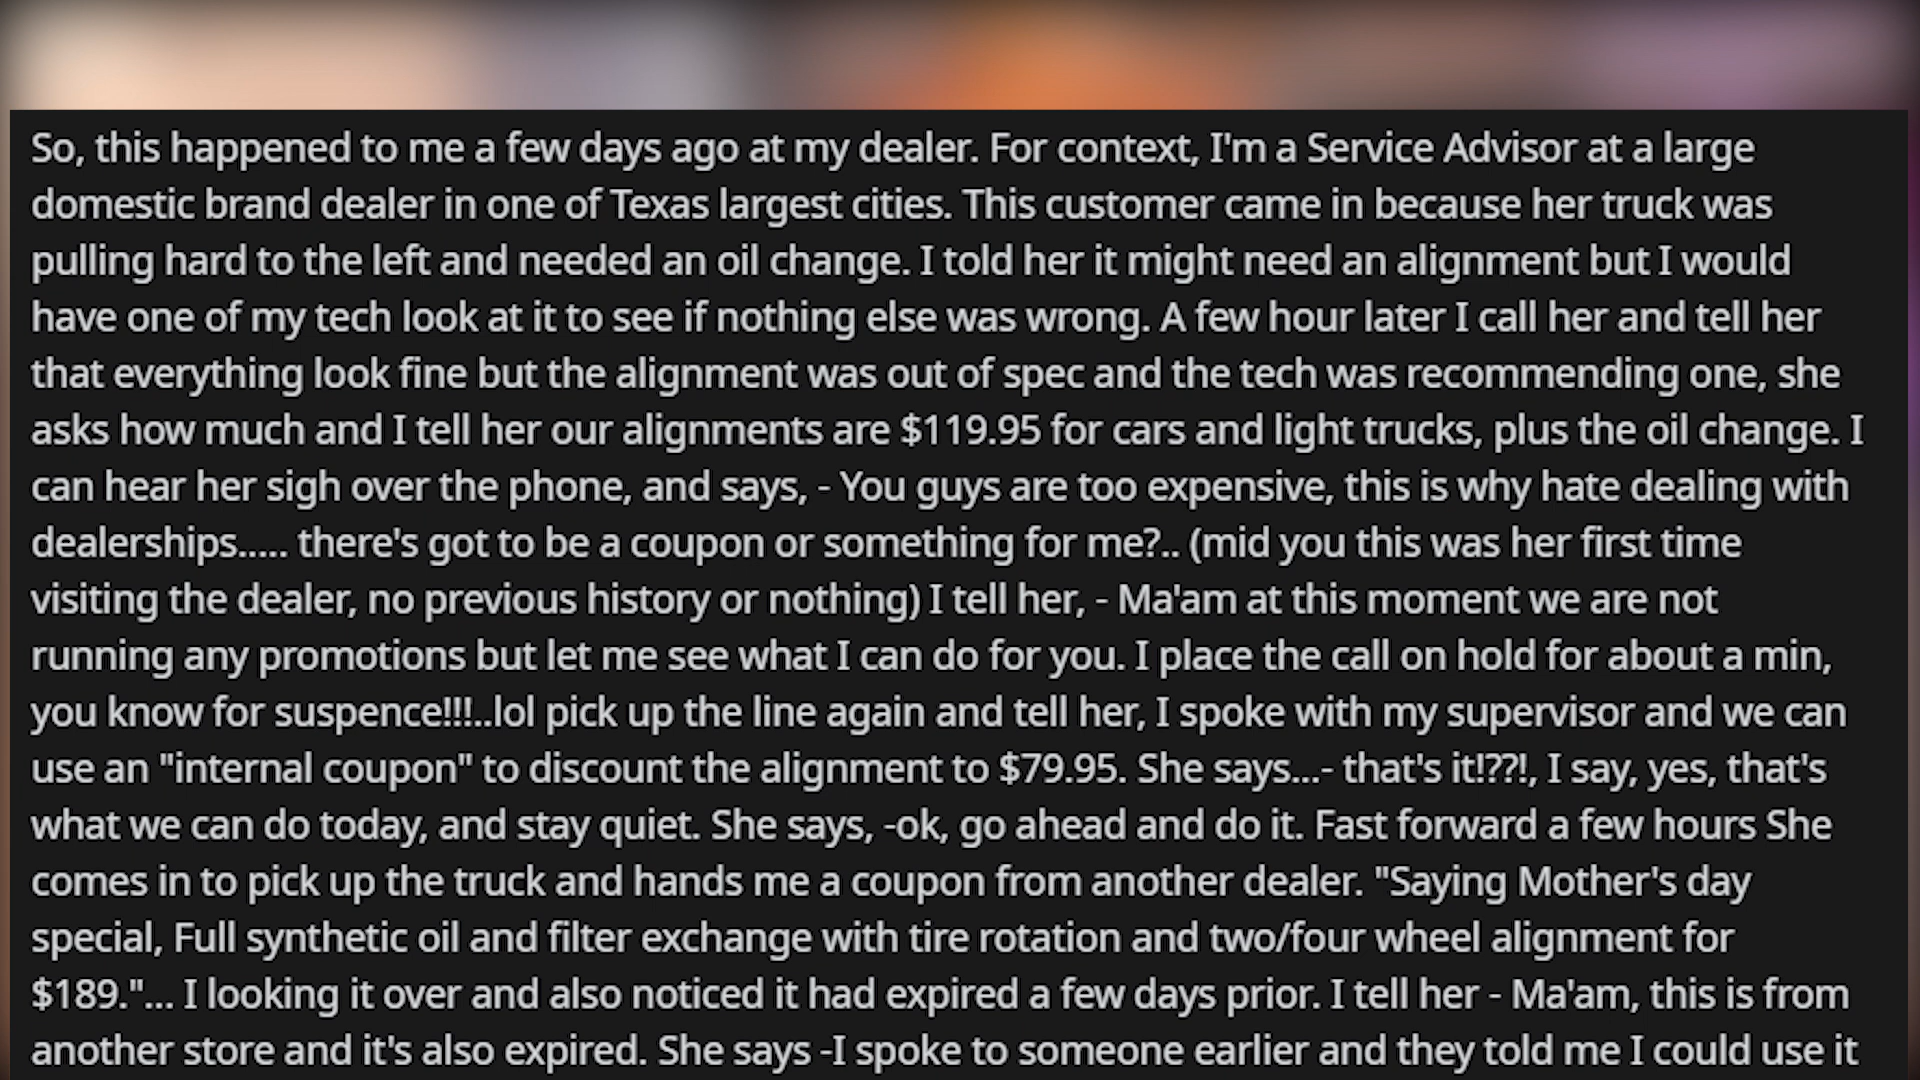 So, this happened to me a few days ago at my dealer. For context, I'm a Service Advisor at a large
domestic brand dealer in one of Texas largest cities. This customer came in because her truck was
pulling hard to the left and needed an oil change. I told her it might need an alignment but I would
have one of my tech look at it to see if nothing else was wrong. A few hour later I call her and tell her
that everything look fine but the alignment was out of spec and the tech was recommending one, she
asks how much and I tell her our alignments are $119.95 for cars and light trucks, plus the oil change. I
can hear her sigh over the phone, and says, - You guys are too expensive, this is why hate dealing with
dealerships..... there's got to be a coupon or something for me?.. (mid you this was her first time
visiting the dealer, no previous history or nothing) I tell her, - Ma'am at this moment we are not
running any promotions but let me see what I can do for you. I place the call on hold for about a min,
you know for suspence!!!..lol pick up the line again and tell her, I spoke with my supervisor and we can
use an "internal coupon" to discount the alignment to $79.95. She says...- that's it!??!, I say, yes, that's
what we can do today, and stay quiet. She says, -ok, go ahead and do it. Fast forward a few hours She
comes in to pick up the truck and hands me a coupon from another dealer. "Saying Mother's day
special, Full synthetic oil and filter exchange with tire rotation and two/four wheel alignment for
$189."... I looking it over and also noticed it had expired a few days prior. I tell her - Ma'am, this is from
another store and it's also expired. She says -I spoke to someone earlier and they told me I could use it